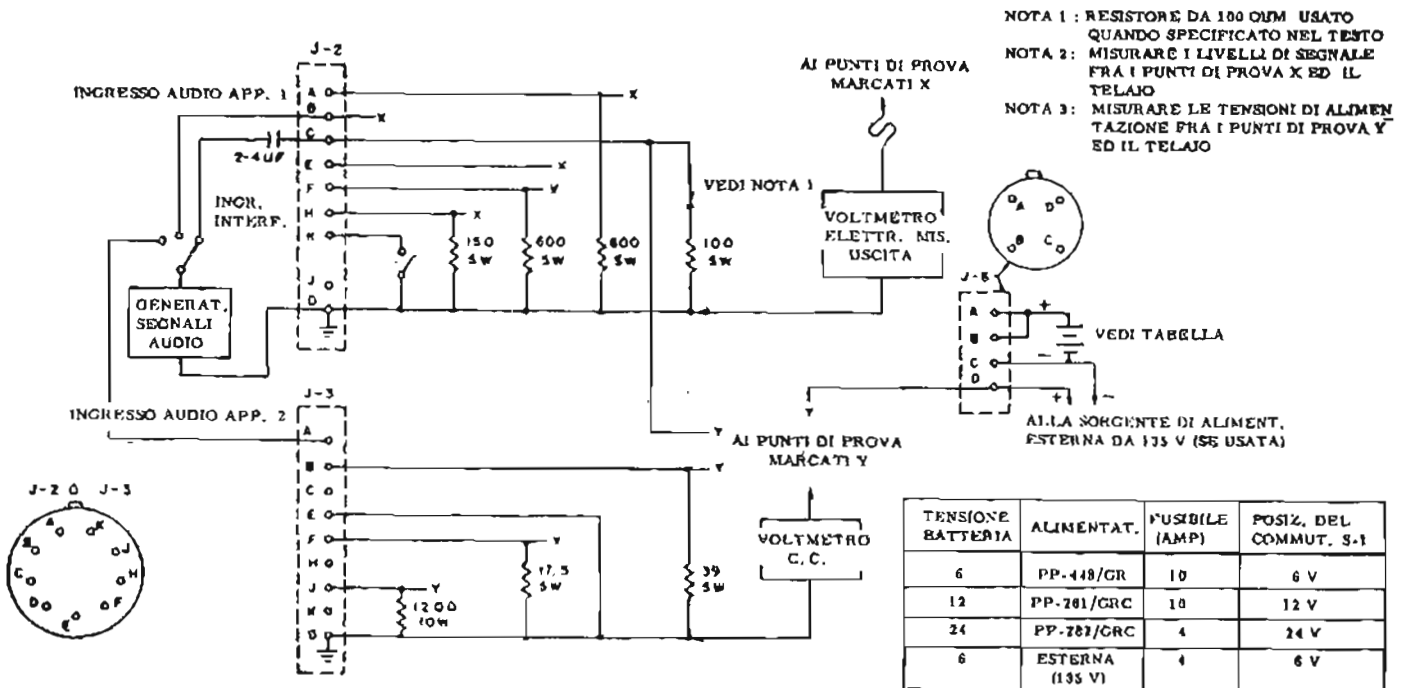 NOTA 1 : RESISTORE DA 100 OHM USATO
QUANDO SPECIFICATO NEL TESTO
NOTA 2 : MISURARE I LIVELLI DI SEGNALE
FRA I PUNTI DI PROVA X ED IL
TELAIO
NOTA 3 : MISURARE LE TENSIONI DI ALIMEN
TAZIONE FRA I PUNTI DI PROVA Y
ED IL TELAIO
J-2
INGRESSO AUDIO APP. 1
A
B
C
E
F
H
K
J
D
X
X
X
Y
X
2-4UF
INGR.
INTERF.
GENERAT.
SEGNALI
AUDIO
150
5W
600
5W
600
5W
100
5W
VEDI NOTA 1
AI PUNTI DI PROVA
MARCATI X
VOLTMETRO
ELETTR. MIS.
USCITA
A
D
B
C
J-5
A
B
C
D
+
-
VEDI TABELLA
+
-
ALLA SORGENTE DI ALIMENT.
ESTERNA DA 135 V (SE USATA)
J-3
INGRESSO AUDIO APP. 2
A
B
C
E
F
H
J
K
D
Y
Y
Y
Y
Y
1200
10W
17,5
5W
39
5W
AI PUNTI DI PROVA
MARCATI Y
VOLTMETRO
C.C.
J-2 J-3
A
K
B
J
C
H
D
F
E
TENSIONE BATTERIA ALIMENTAT. FUSIBILE (AMP) POSIZ. DEL COMMUT. S-1
6 PP-448/GR 10 6 V
12 PP-281/GRC 10 12 V
24 PP-282/GRC 4 24 V
6 ESTERNA (135 V) 4 6 V